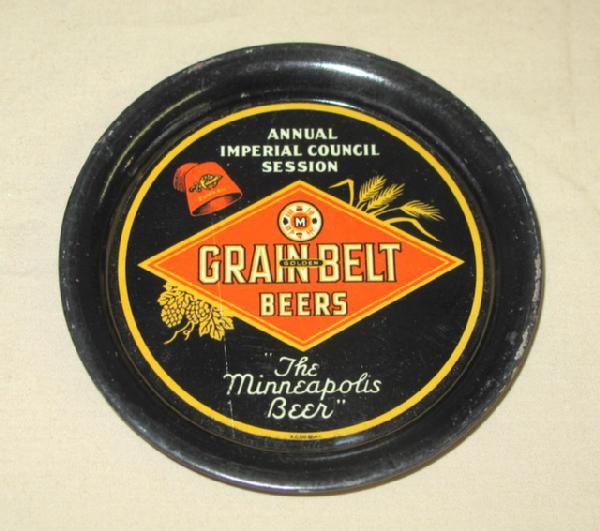 ANNUAL
IMPERIAL COUNCIL
SESSION
M
GRAIN BELT
GOLDEN
BEERS
"The
Minneapolis
Beer"